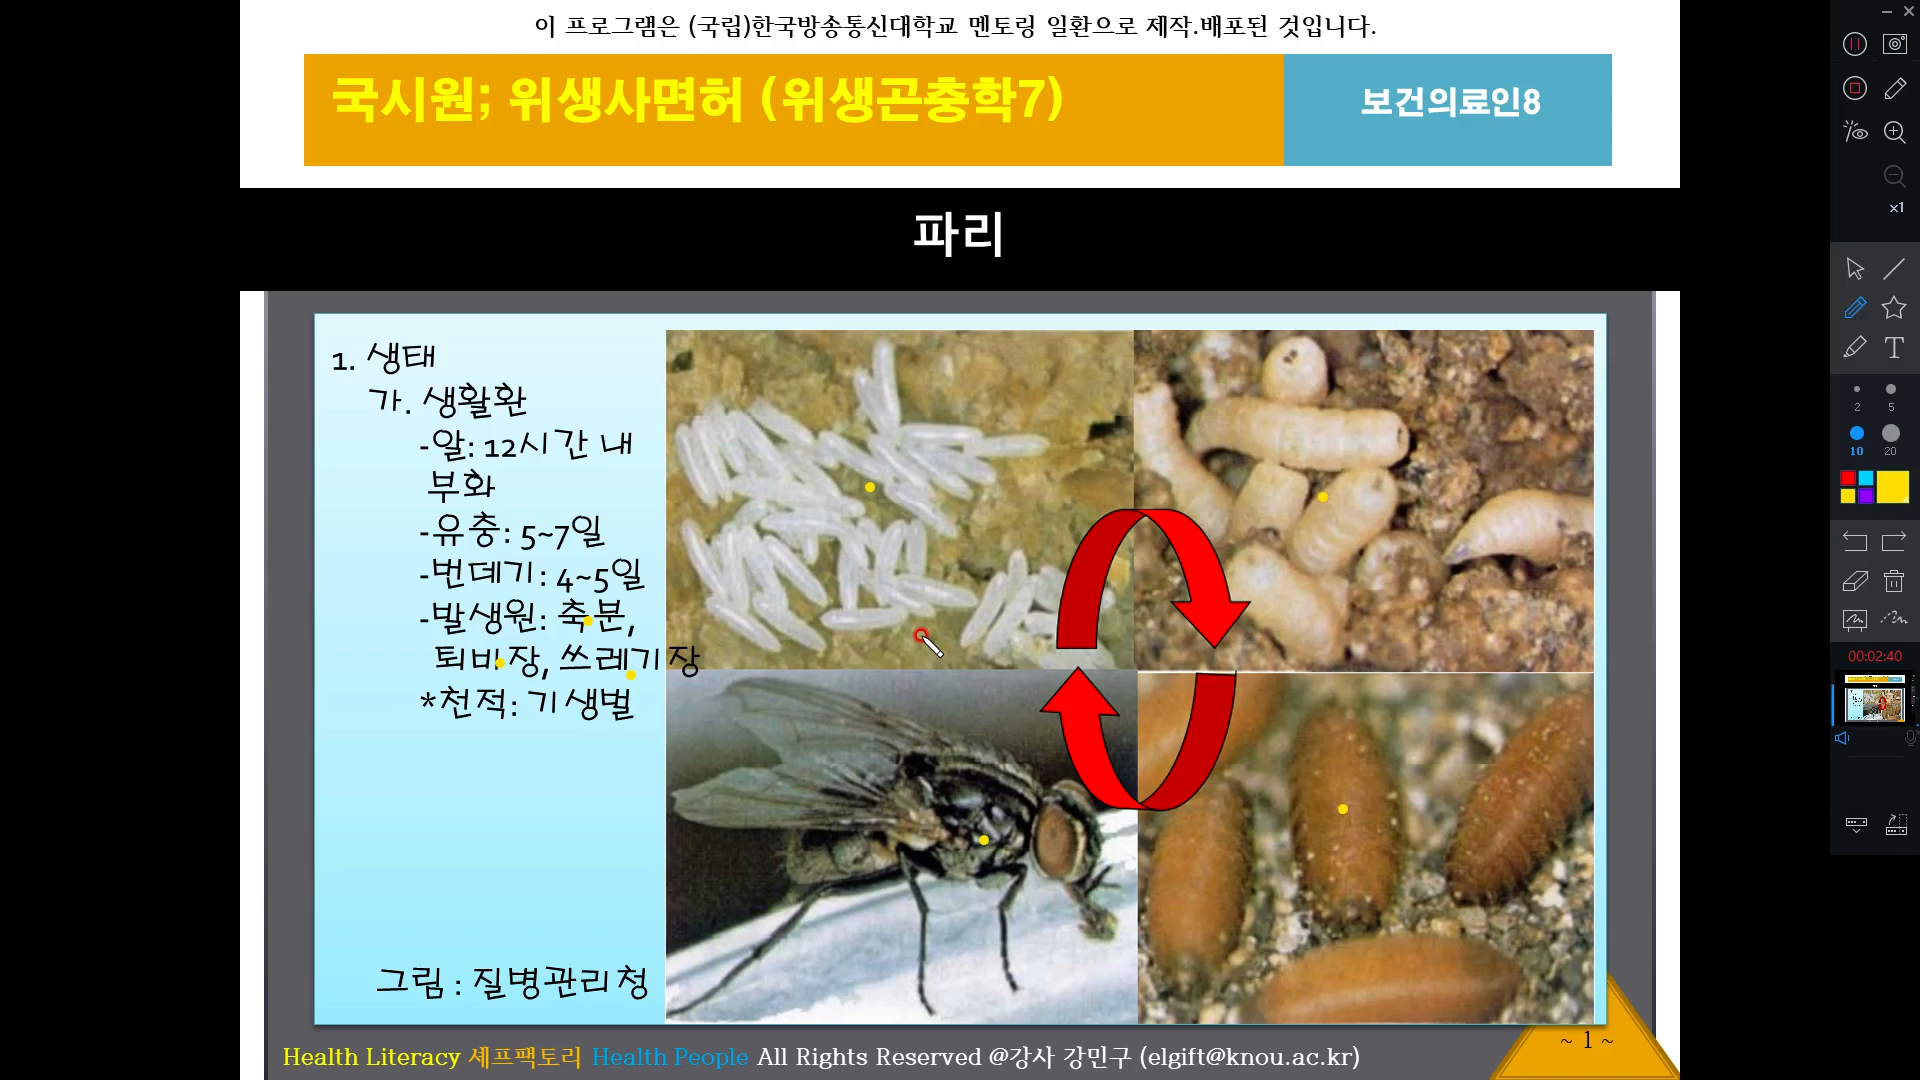 이 프로그램은 (국립)한국방송통신대학교 멘토링 일환으로 제작.배포된 것입니다.
국시원; 위생사면허 (위생곤충학7)
보건의료인8
파리
1. 생태
가. 생활환
-알: 12시간 내
부화
-유충: 5~7일
-번데기: 4~5일
-발생원: 축분,
퇴비장, 쓰레기장
*천적: 기생벌
그림 : 질병관리청
Health Literacy 셰프팩토리 Health People All Rights Reserved @강사 강민구 (elgift@knou.ac.kr)
~ 1 ~
x1
T
2 5
10 20
00:02:40